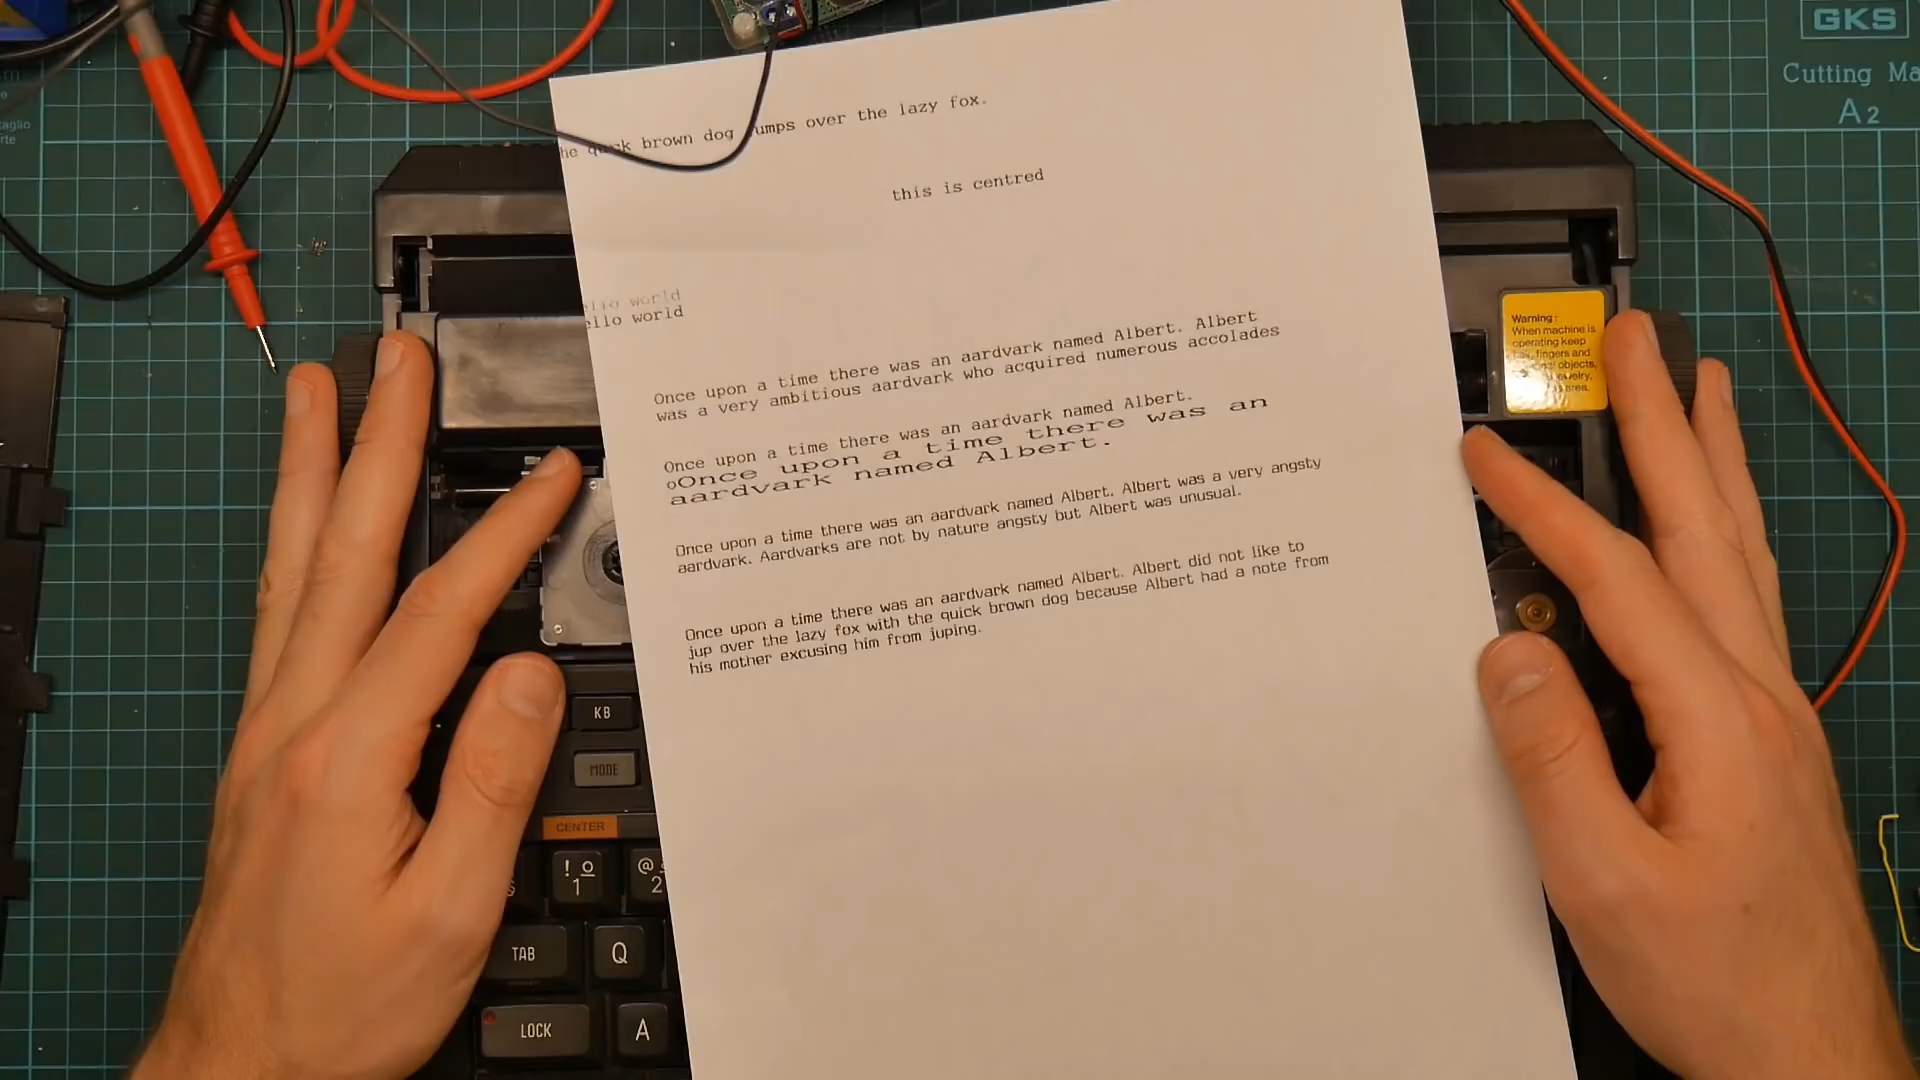 GKS
Cutting Ma
A2
he quick brown dog umps over the lazy fox.
this is centred
ello world
ello world
Once upon a time there was an aardvark named Albert. Albert
was a very ambitious aardvark who acquired numerous accolades
Once upon a time there was an aardvark named Albert.
oOnce upon a time there was an
aardvark named Albert.
Once upon a time there was an aardvark named Albert. Albert was a very angsty
aardvark. Aardvarks are not by nature angsty but Albert was unusual.
Once upon a time there was an aardvark named Albert. Albert did not like to
jup over the lazy fox with the quick brown dog because Albert had a note from
his mother excusing him from juping.
Warning:
When machine is
operating keep
fingers and
objects,
area.
KB
MODE
CENTER
! º
1
@
2
TAB
Q
LOCK
A